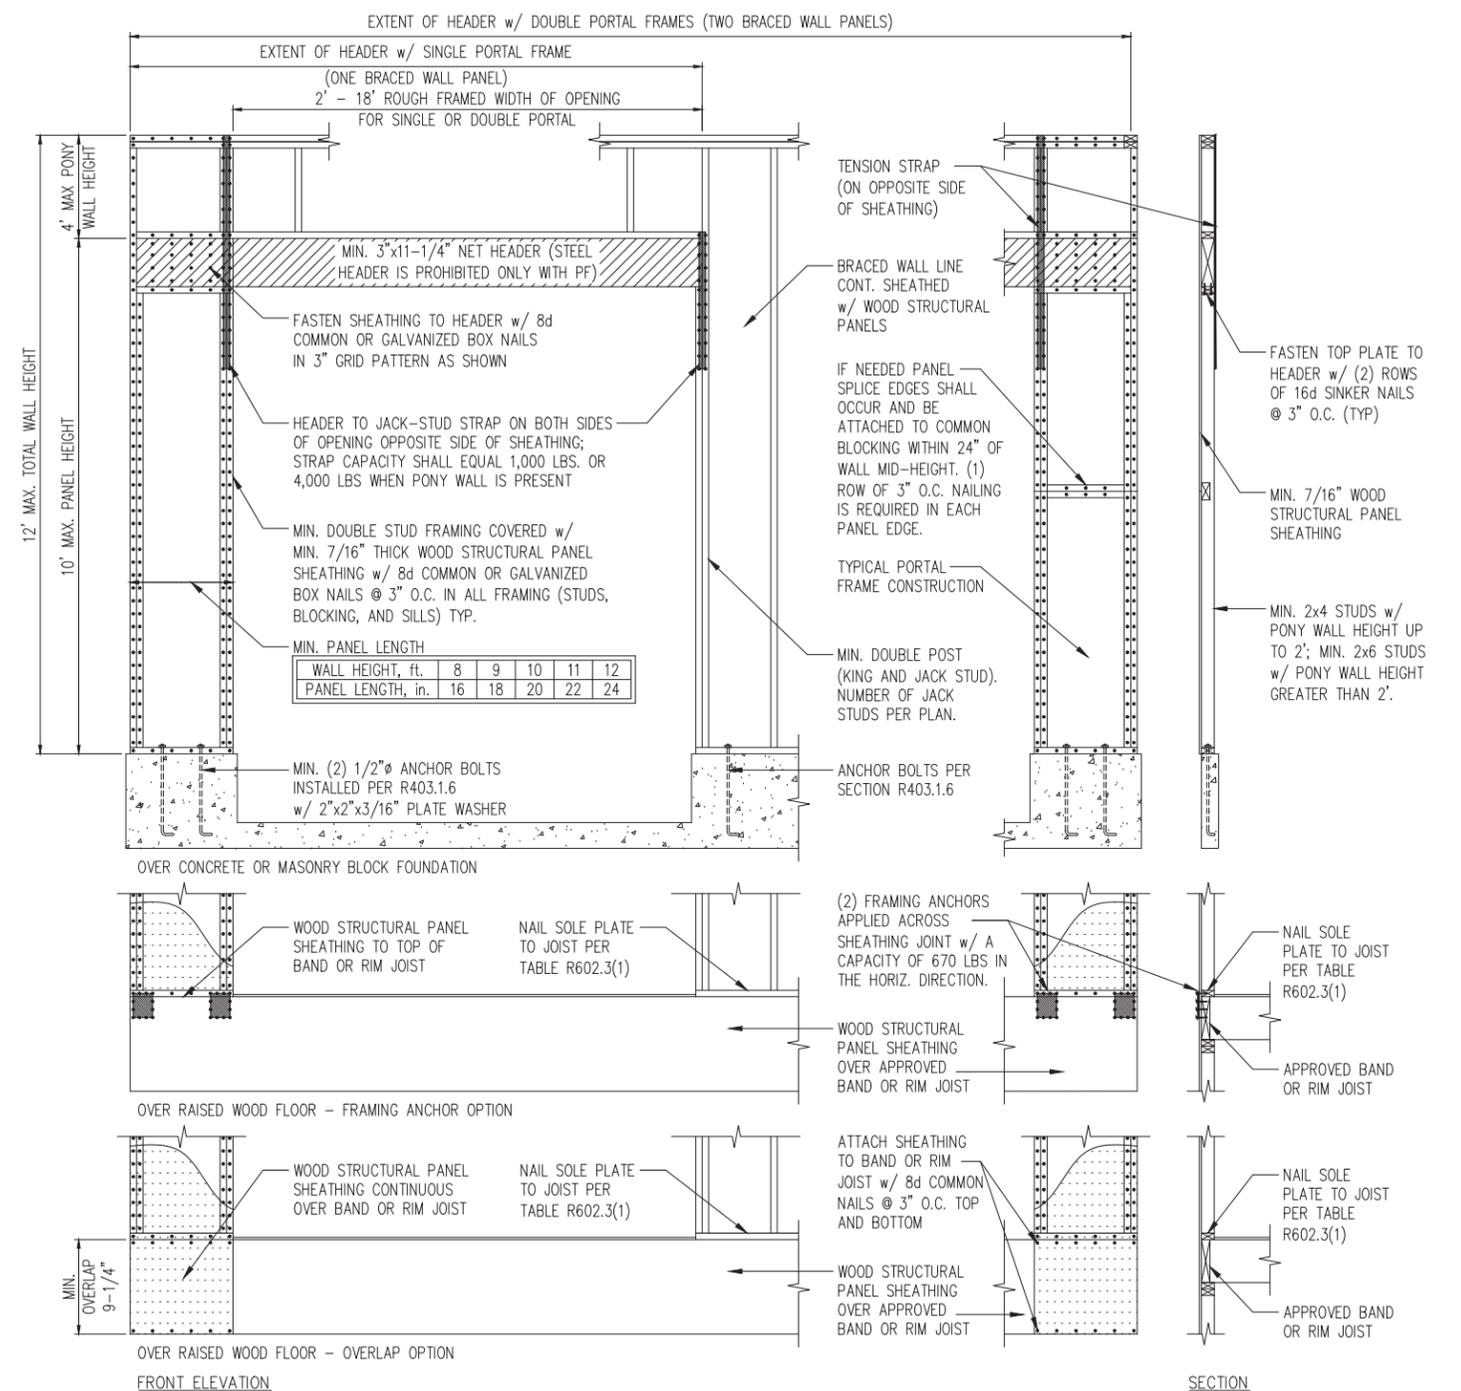 EXTENT OF HEADER w/ DOUBLE PORTAL FRAMES (TWO BRACED WALL PANELS)
EXTENT OF HEADER w/ SINGLE PORTAL FRAME
(ONE BRACED WALL PANEL)
2' - 18' ROUGH FRAMED WIDTH OF OPENING
FOR SINGLE OR DOUBLE PORTAL
12' MAX. TOTAL WALL HEIGHT
4' MAX PONY
WALL HEIGHT
10' MAX. PANEL HEIGHT
MIN. 3"x11-1/4" NET HEADER (STEEL
HEADER IS PROHIBITED ONLY WITH PF)
FASTEN SHEATHING TO HEADER w/ 8d
COMMON OR GALVANIZED BOX NAILS
IN 3" GRID PATTERN AS SHOWN
HEADER TO JACK-STUD STRAP ON BOTH SIDES
OF OPENING OPPOSITE SIDE OF SHEATHING;
STRAP CAPACITY SHALL EQUAL 1,000 LBS. OR
4,000 LBS WHEN PONY WALL IS PRESENT
MIN. DOUBLE STUD FRAMING COVERED w/
MIN. 7/16" THICK WOOD STRUCTURAL PANEL
SHEATHING w/ 8d COMMON OR GALVANIZED
BOX NAILS @ 3" O.C. IN ALL FRAMING (STUDS,
BLOCKING, AND SILLS) TYP.
MIN. PANEL LENGTH
WALL HEIGHT, ft. 8 9 10 11 12
PANEL LENGTH, in. 16 18 20 22 24
MIN. (2) 1/2"ø ANCHOR BOLTS
INSTALLED PER R403.1.6
w/ 2"x2"x3/16" PLATE WASHER
TENSION STRAP
(ON OPPOSITE SIDE
OF SHEATHING)
BRACED WALL LINE
CONT. SHEATHED
w/ WOOD STRUCTURAL
PANELS
IF NEEDED PANEL
SPLICE EDGES SHALL
OCCUR AND BE
ATTACHED TO COMMON
BLOCKING WITHIN 24" OF
WALL MID-HEIGHT. (1)
ROW OF 3" O.C. NAILING
IS REQUIRED IN EACH
PANEL EDGE.
TYPICAL PORTAL
FRAME CONSTRUCTION
MIN. DOUBLE POST
(KING AND JACK STUD).
NUMBER OF JACK
STUDS PER PLAN.
ANCHOR BOLTS PER
SECTION R403.1.6
FASTEN TOP PLATE TO
HEADER w/ (2) ROWS
OF 16d SINKER NAILS
@ 3" O.C. (TYP)
MIN. 7/16" WOOD
STRUCTURAL PANEL
SHEATHING
MIN. 2x4 STUDS w/
PONY WALL HEIGHT UP
TO 2'; MIN. 2x6 STUDS
w/ PONY WALL HEIGHT
GREATER THAN 2'.
OVER CONCRETE OR MASONRY BLOCK FOUNDATION
WOOD STRUCTURAL PANEL
SHEATHING TO TOP OF
BAND OR RIM JOIST
NAIL SOLE PLATE
TO JOIST PER
TABLE R602.3(1)
(2) FRAMING ANCHORS
APPLIED ACROSS
SHEATHING JOINT w/ A
CAPACITY OF 670 LBS IN
THE HORIZ. DIRECTION.
WOOD STRUCTURAL
PANEL SHEATHING
OVER APPROVED
BAND OR RIM JOIST
NAIL SOLE
PLATE TO JOIST
PER TABLE
R602.3(1)
APPROVED BAND
OR RIM JOIST
OVER RAISED WOOD FLOOR - FRAMING ANCHOR OPTION
WOOD STRUCTURAL PANEL
SHEATHING CONTINUOUS
OVER BAND OR RIM JOIST
NAIL SOLE PLATE
TO JOIST PER
TABLE R602.3(1)
ATTACH SHEATHING
TO BAND OR RIM
JOIST w/ 8d COMMON
NAILS @ 3" O.C. TOP
AND BOTTOM
WOOD STRUCTURAL
PANEL SHEATHING
OVER APPROVED
BAND OR RIM JOIST
NAIL SOLE
PLATE TO JOIST
PER TABLE
R602.3(1)
APPROVED BAND
OR RIM JOIST
MIN.
OVERLAP
9-1/4"
OVER RAISED WOOD FLOOR - OVERLAP OPTION
FRONT ELEVATION
SECTION